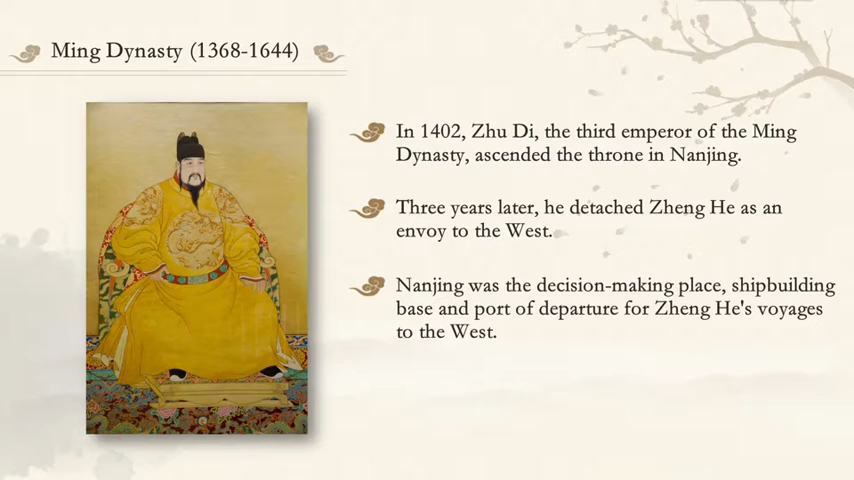 Ming Dynasty (1368-1644)
In 1402, Zhu Di, the third emperor of the Ming
Dynasty, ascended the throne in Nanjing.
Three years later, he detached Zheng He as an
envoy to the West.
Nanjing was the decision-making place, shipbuilding
base and port of departure for Zheng He's voyages
to the West.